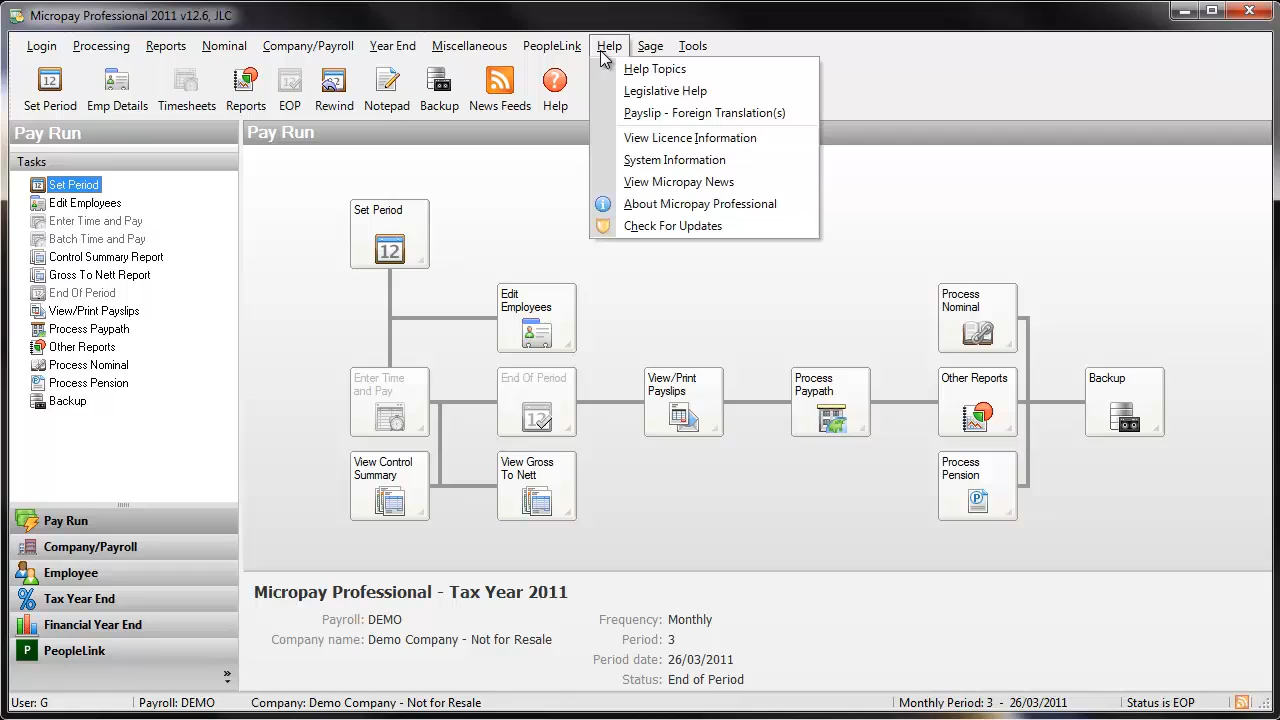 Micropay Professional 2011 v12.6, JLC
Login Processing Reports Nominal Company/Payroll Year End Miscellaneous PeopleLink Help Sage Tools
Set Period Emp Details Timesheets Reports EOP Rewind Notepad Backup News Feeds Help
Help Topics
Legislative Help
Payslip - Foreign Translation(s)
View Licence Information
System Information
View Micropay News
About Micropay Professional
Check For Updates
Pay Run
Tasks
Set Period
Edit Employees
Enter Time and Pay
Batch Time and Pay
Control Summary Report
Gross To Nett Report
End Of Period
View/Print Payslips
Process Paypath
Other Reports
Process Nominal
Process Pension
Backup
Pay Run
Company/Payroll
Employee
Tax Year End
Financial Year End
P PeopleLink
Pay Run
Set Period
12
Edit
Employees
Process
Nominal
Enter Time
and Pay
End Of Period
12
View/Print
Payslips
Process
Paypath
Other Reports
Backup
View Control
Summary
View Gross
To Nett
Process
Pension
P
Micropay Professional - Tax Year 2011
Payroll: DEMO
Company name: Demo Company - Not for Resale
Frequency: Monthly
Period: 3
Period date: 26/03/2011
Status: End of Period
User: G Payroll: DEMO Company: Demo Company - Not for Resale Monthly Period: 3 - 26/03/2011 Status is EOP